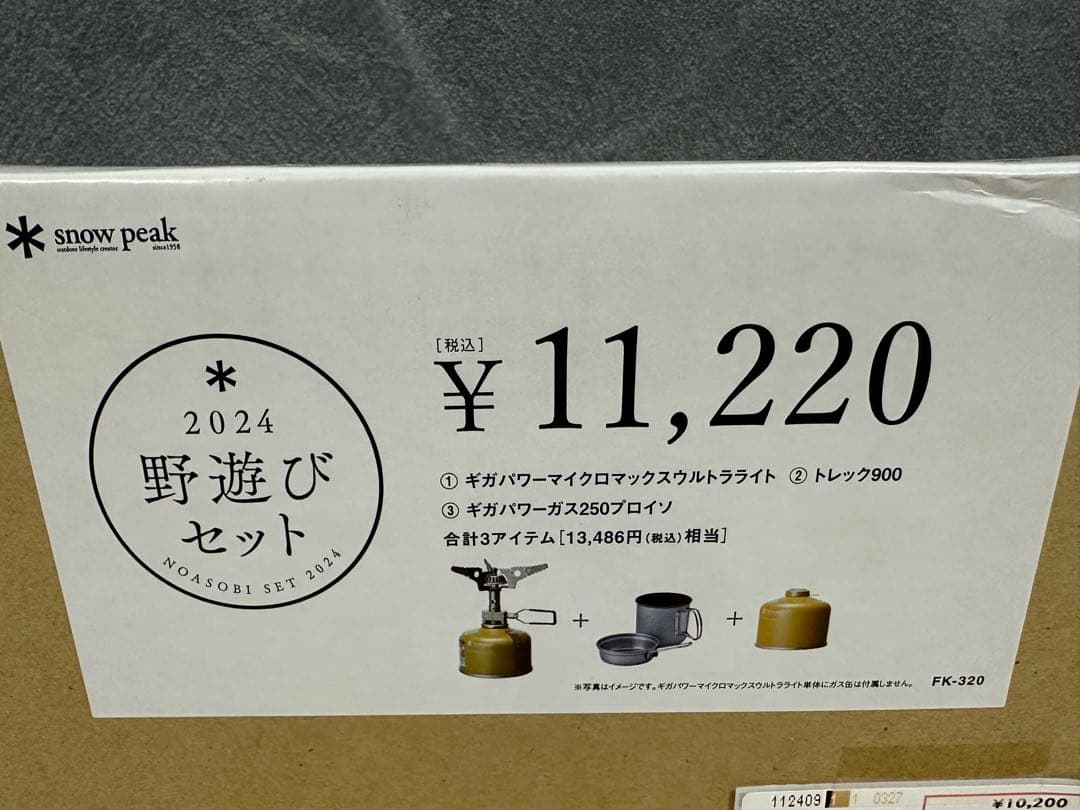 snow peak
outdoor lifestyle creator since1958
2024
野遊び
セット
NOASOBI SET 2024
[税込]
¥11,220
① ギガパワーマイクロマックスウルトラライト ② トレック900
③ ギガパワーガス250プロイソ
合計3アイテム[13,486円(税込)相当]
+ +
※写真はイメージです。ギガパワーマイクロマックスウルトラライト単体にガス缶は付属しません。 FK-320
112409 1 0327
¥10,200